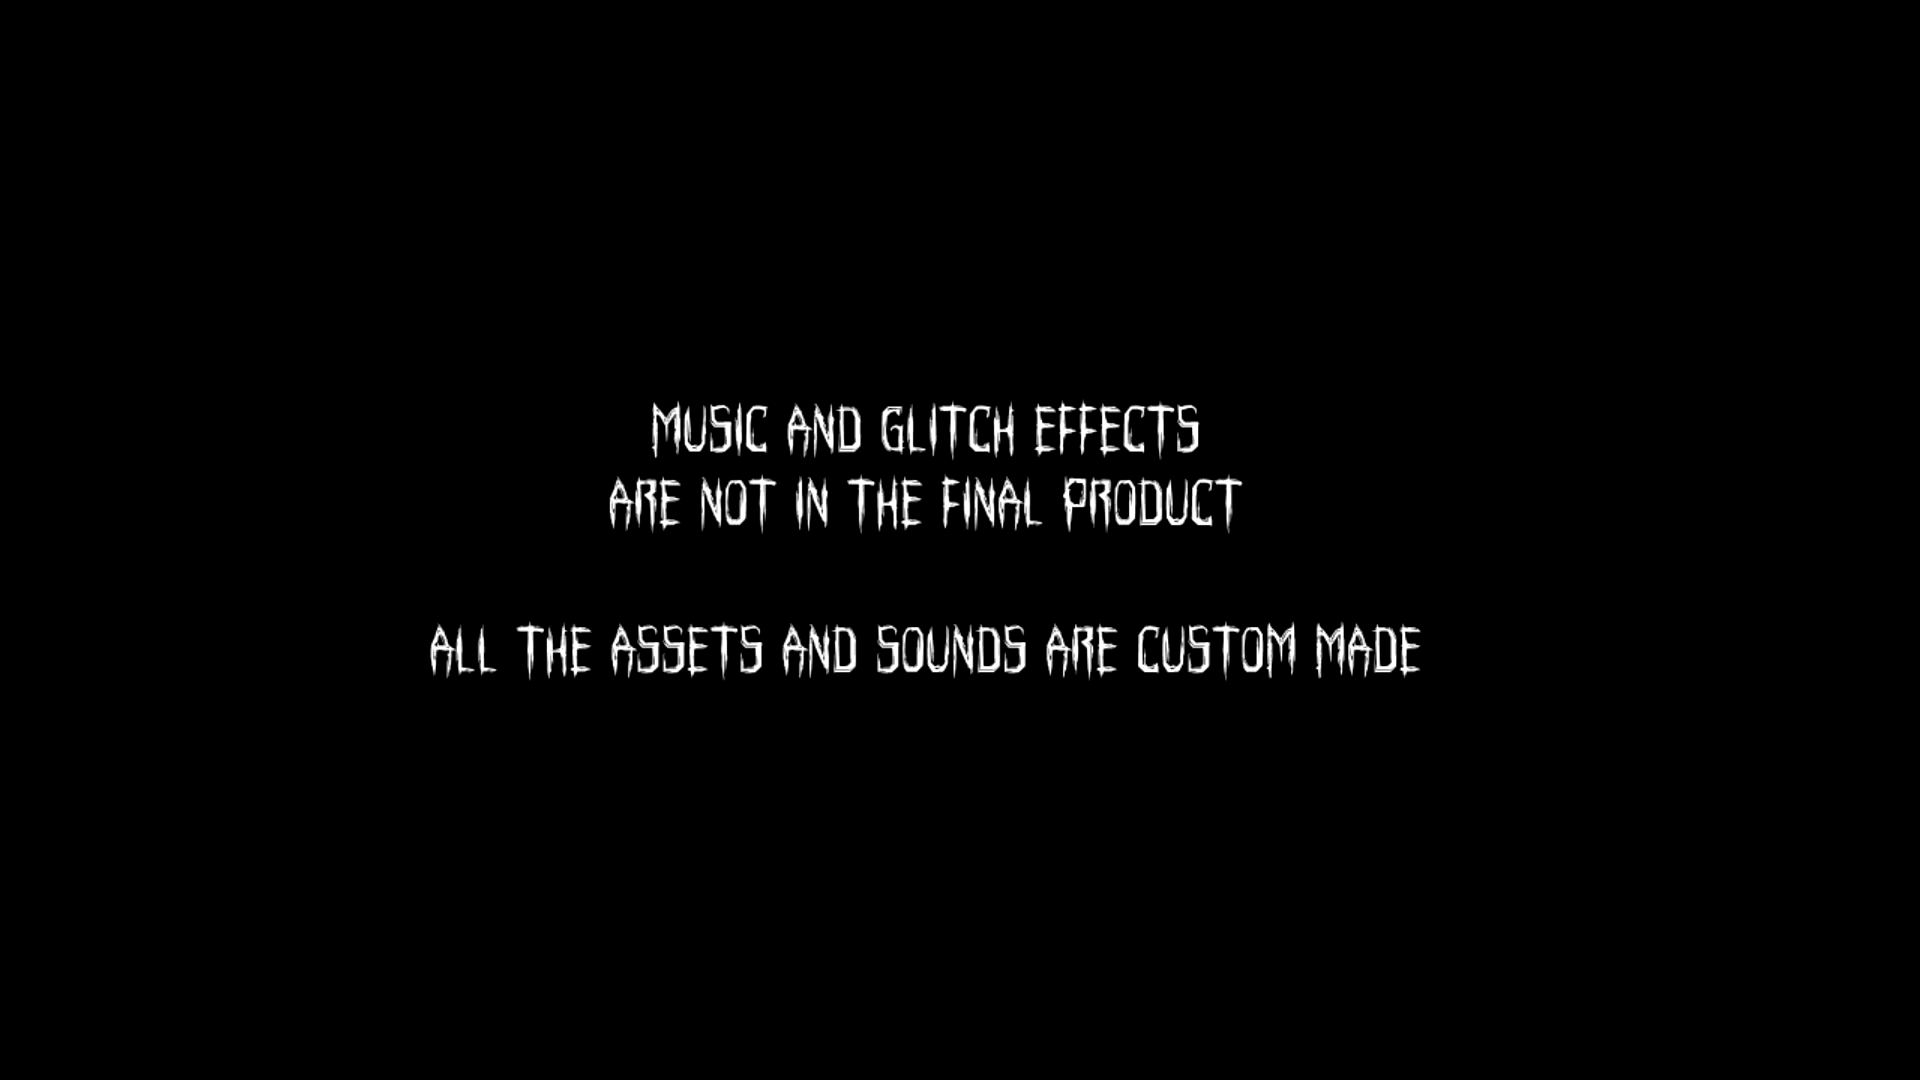 MUSIC AND GLITCH EFFECTS
ARE NOT IN THE FINAL PRODUCT
ALL THE ASSETS AND SOUNDS ARE CUSTOM MADE